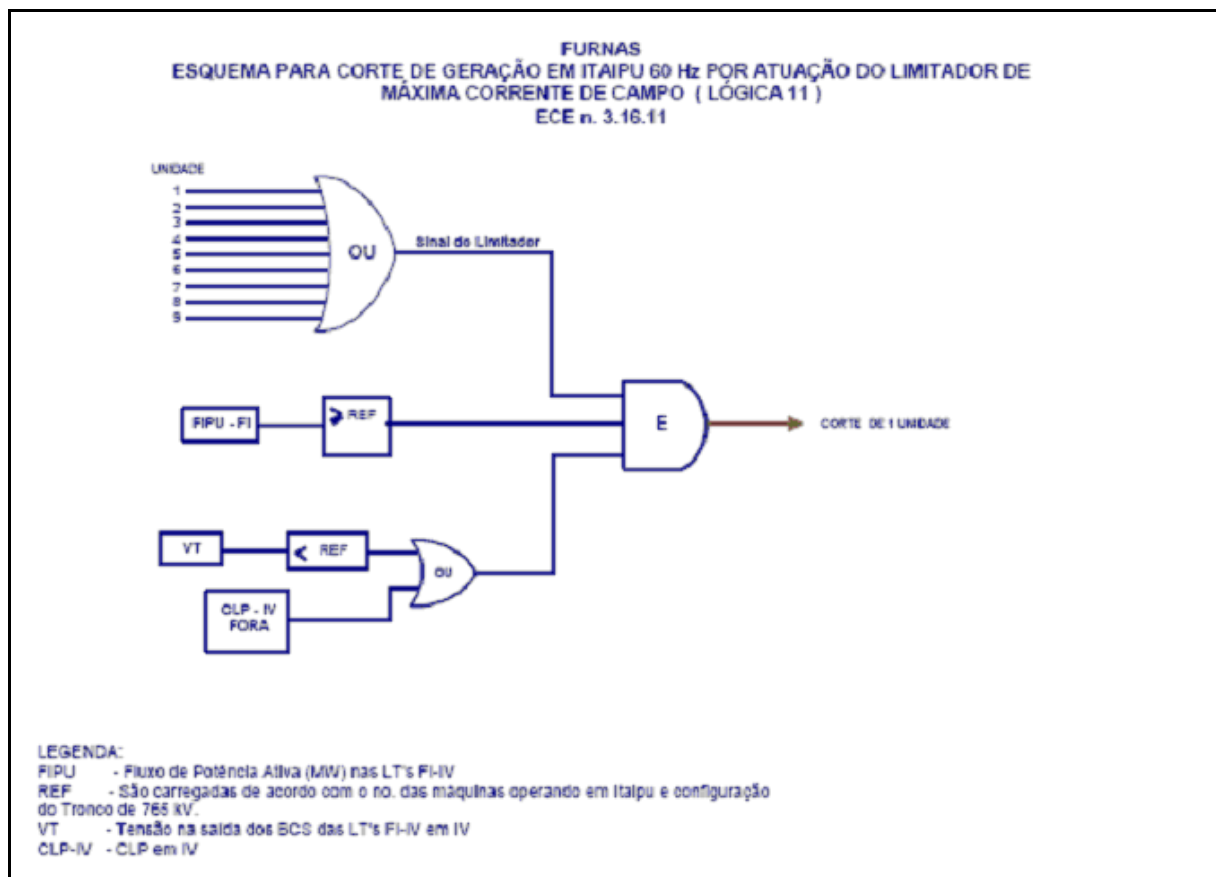 FURNAS
ESQUEMA PARA CORTE DE GERAÇÃO EM ITAIPU 60 Hz POR ATUAÇÃO DO LIMITADOR DE
MÁXIMA CORRENTE DE CAMPO ( LÓGICA 11 )
ECE n. 3.16.11
UNIDADE
1
2
3
4
5
6
7
8
9
OU
Sinal do Limitador
FIPU - FI
> REF
E
CORTE DE 1 UNIDADE
VT
< REF
OU
CLP - IV
FORA
LEGENDA:
FIPU - Fluxo de Potência Ativa (MW) nas LT's FI-IV
REF - São carregadas de acordo com o no. das máquinas operando em Itaipu e configuração
do Tronco de 765 kV.
VT - Tensão na saída dos BCS das LT's FI-IV em IV
CLP-IV - CLP em IV